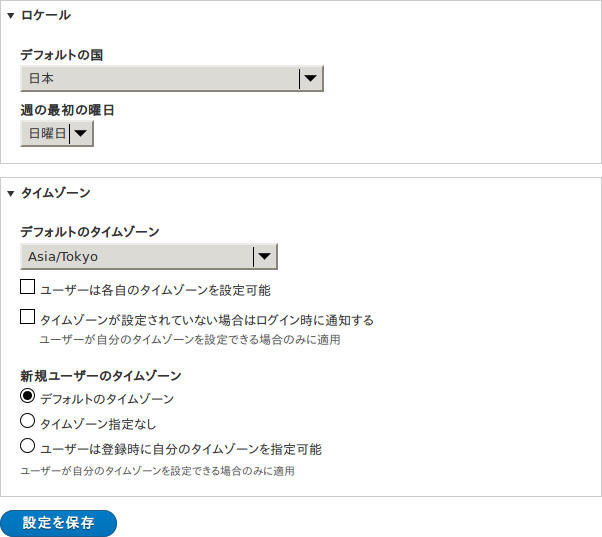 ロケール
デフォルトの国
日本
週の最初の曜日
日曜日
タイムゾーン
デフォルトのタイムゾーン
Asia/Tokyo
ユーザーは各自のタイムゾーンを設定可能
タイムゾーンが設定されていない場合はログイン時に通知する
ユーザーが自分のタイムゾーンを設定できる場合のみに適用
新規ユーザーのタイムゾーン
デフォルトのタイムゾーン
タイムゾーン指定なし
ユーザーは登録時に自分のタイムゾーンを指定可能
ユーザーが自分のタイムゾーンを設定できる場合のみに適用
設定を保存